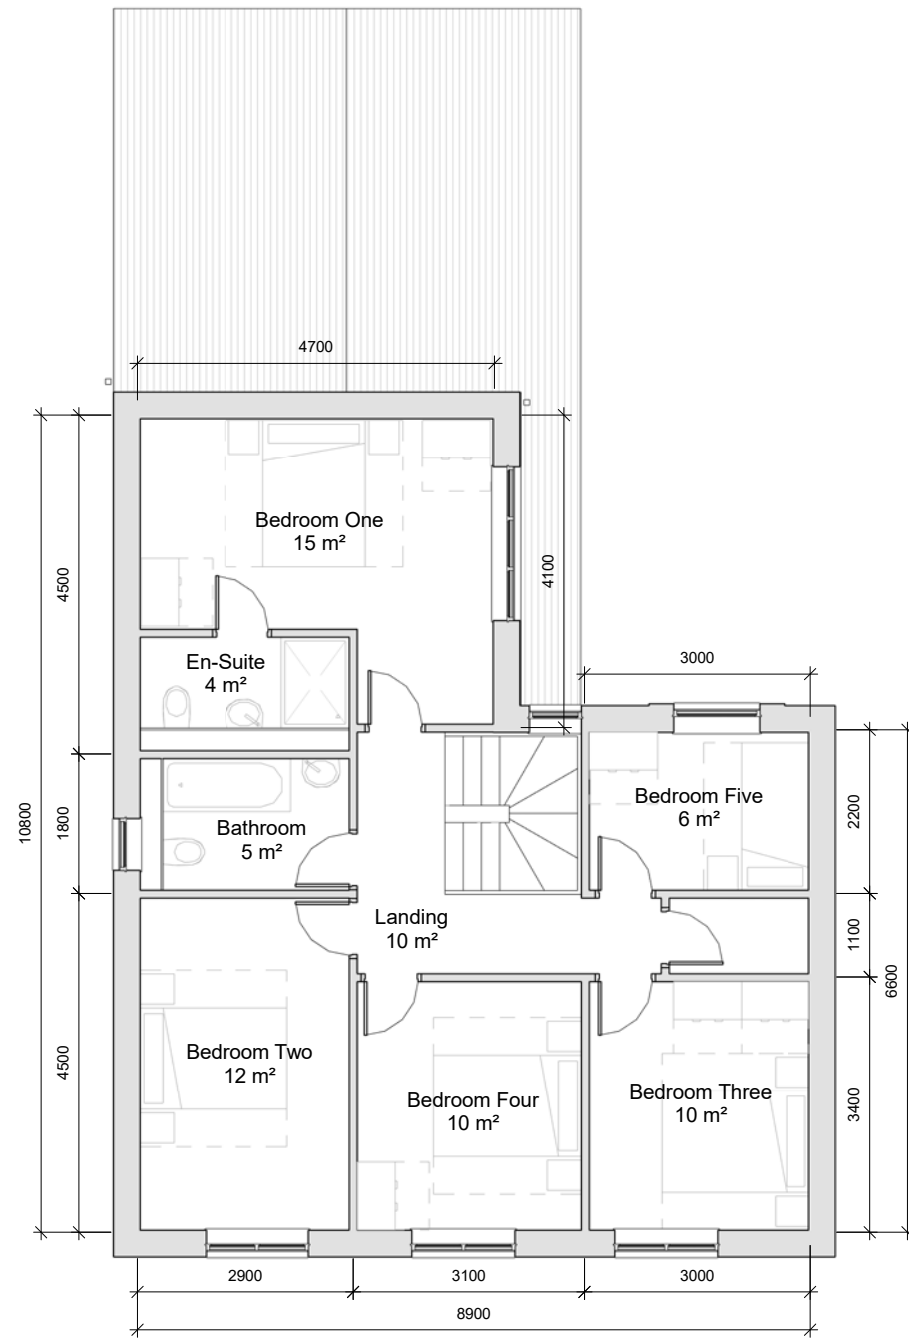 4700
Bedroom One
15 m²
4500
4100
3000
En-Suite
4 m²
Bedroom Five
6 m²
2200
10800
1800
Bathroom
5 m²
Landing
10 m²
1100
6600
4500
Bedroom Two
12 m²
Bedroom Four
10 m²
Bedroom Three
10 m²
3400
2900
3100
3000
8900